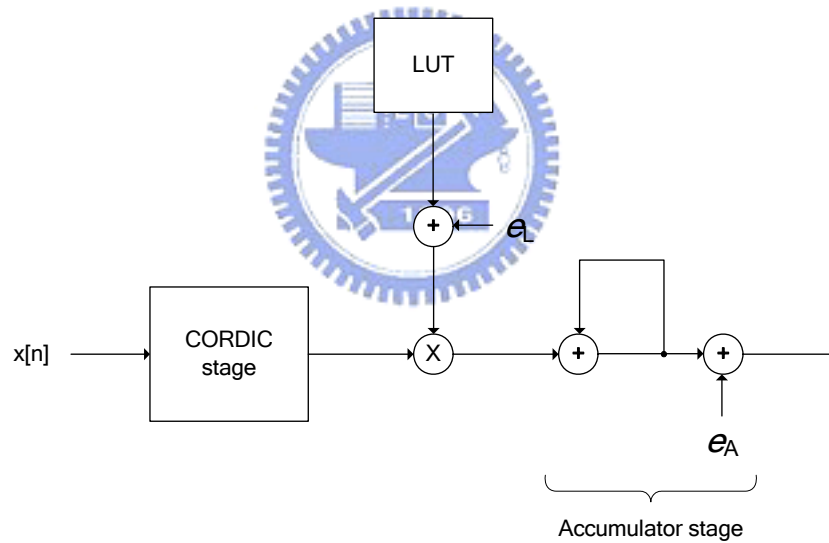 LUT
+
eL
x[n]
CORDIC
stage
X
+
+
eA
Accumulator stage